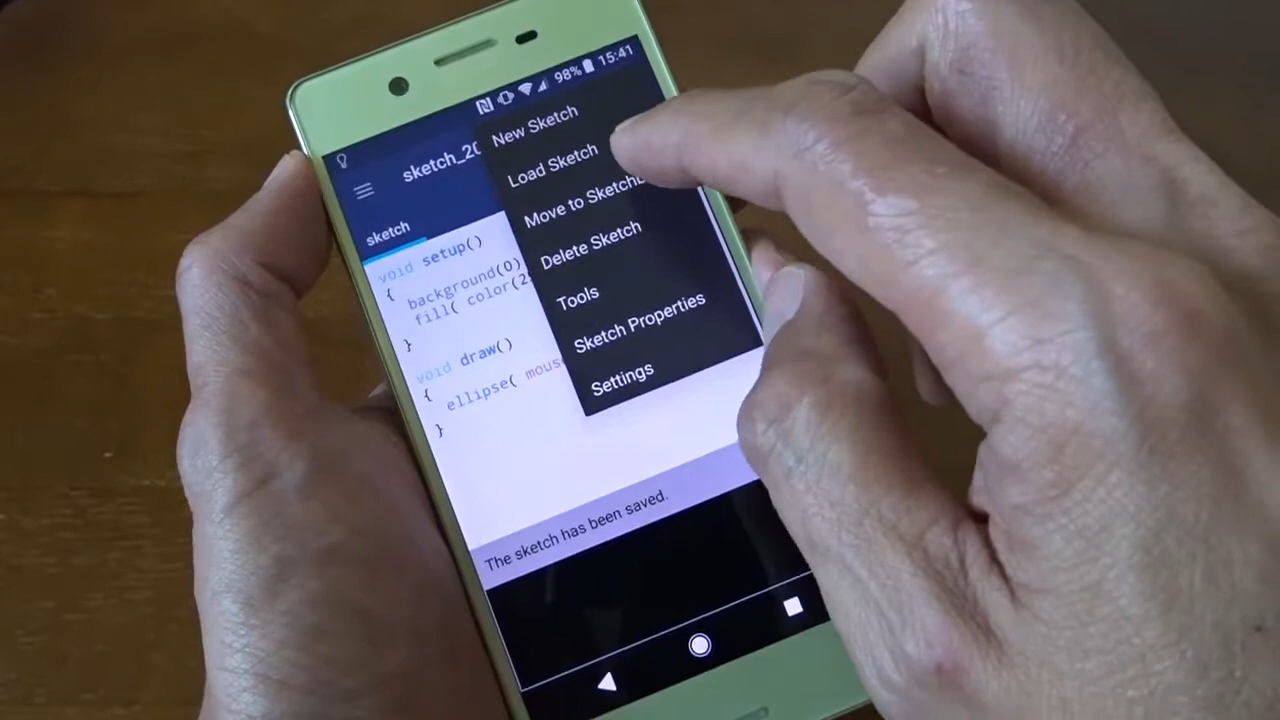 98% 15:41
sketch_20
sketch
void setup()
{
background(0)
fill( color(2
}
void draw()
{
ellipse( mous
}
New Sketch
Load Sketch
Move to Sketchb
Delete Sketch
Tools
Sketch Properties
Settings
The sketch has been saved.